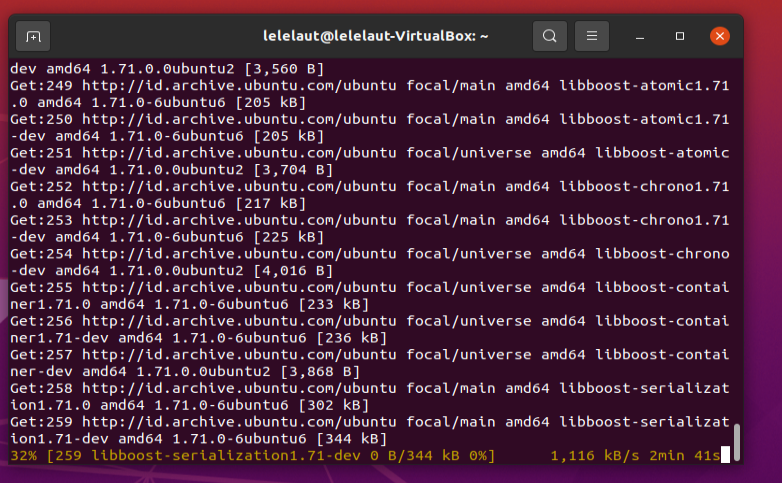 lelelaut@lelelaut-VirtualBox: ~
dev amd64 1.71.0.0ubuntu2 [3,560 B]
Get:249 http://id.archive.ubuntu.com/ubuntu focal/main amd64 libboost-atomic1.71
.0 amd64 1.71.0-6ubuntu6 [205 kB]
Get:250 http://id.archive.ubuntu.com/ubuntu focal/main amd64 libboost-atomic1.71
-dev amd64 1.71.0-6ubuntu6 [205 kB]
Get:251 http://id.archive.ubuntu.com/ubuntu focal/universe amd64 libboost-atomic
-dev amd64 1.71.0.0ubuntu2 [3,704 B]
Get:252 http://id.archive.ubuntu.com/ubuntu focal/main amd64 libboost-chrono1.71
.0 amd64 1.71.0-6ubuntu6 [217 kB]
Get:253 http://id.archive.ubuntu.com/ubuntu focal/main amd64 libboost-chrono1.71
-dev amd64 1.71.0-6ubuntu6 [225 kB]
Get:254 http://id.archive.ubuntu.com/ubuntu focal/universe amd64 libboost-chrono
-dev amd64 1.71.0.0ubuntu2 [4,016 B]
Get:255 http://id.archive.ubuntu.com/ubuntu focal/universe amd64 libboost-contai
ner1.71.0 amd64 1.71.0-6ubuntu6 [233 kB]
Get:256 http://id.archive.ubuntu.com/ubuntu focal/universe amd64 libboost-contai
ner1.71-dev amd64 1.71.0-6ubuntu6 [236 kB]
Get:257 http://id.archive.ubuntu.com/ubuntu focal/universe amd64 libboost-contai
ner-dev amd64 1.71.0.0ubuntu2 [3,868 B]
Get:258 http://id.archive.ubuntu.com/ubuntu focal/main amd64 libboost-serializat
ion1.71.0 amd64 1.71.0-6ubuntu6 [302 kB]
Get:259 http://id.archive.ubuntu.com/ubuntu focal/main amd64 libboost-serializat
ion1.71-dev amd64 1.71.0-6ubuntu6 [344 kB]
32% [259 libboost-serialization1.71-dev 0 B/344 kB 0%] 1,116 kB/s 2min 41s